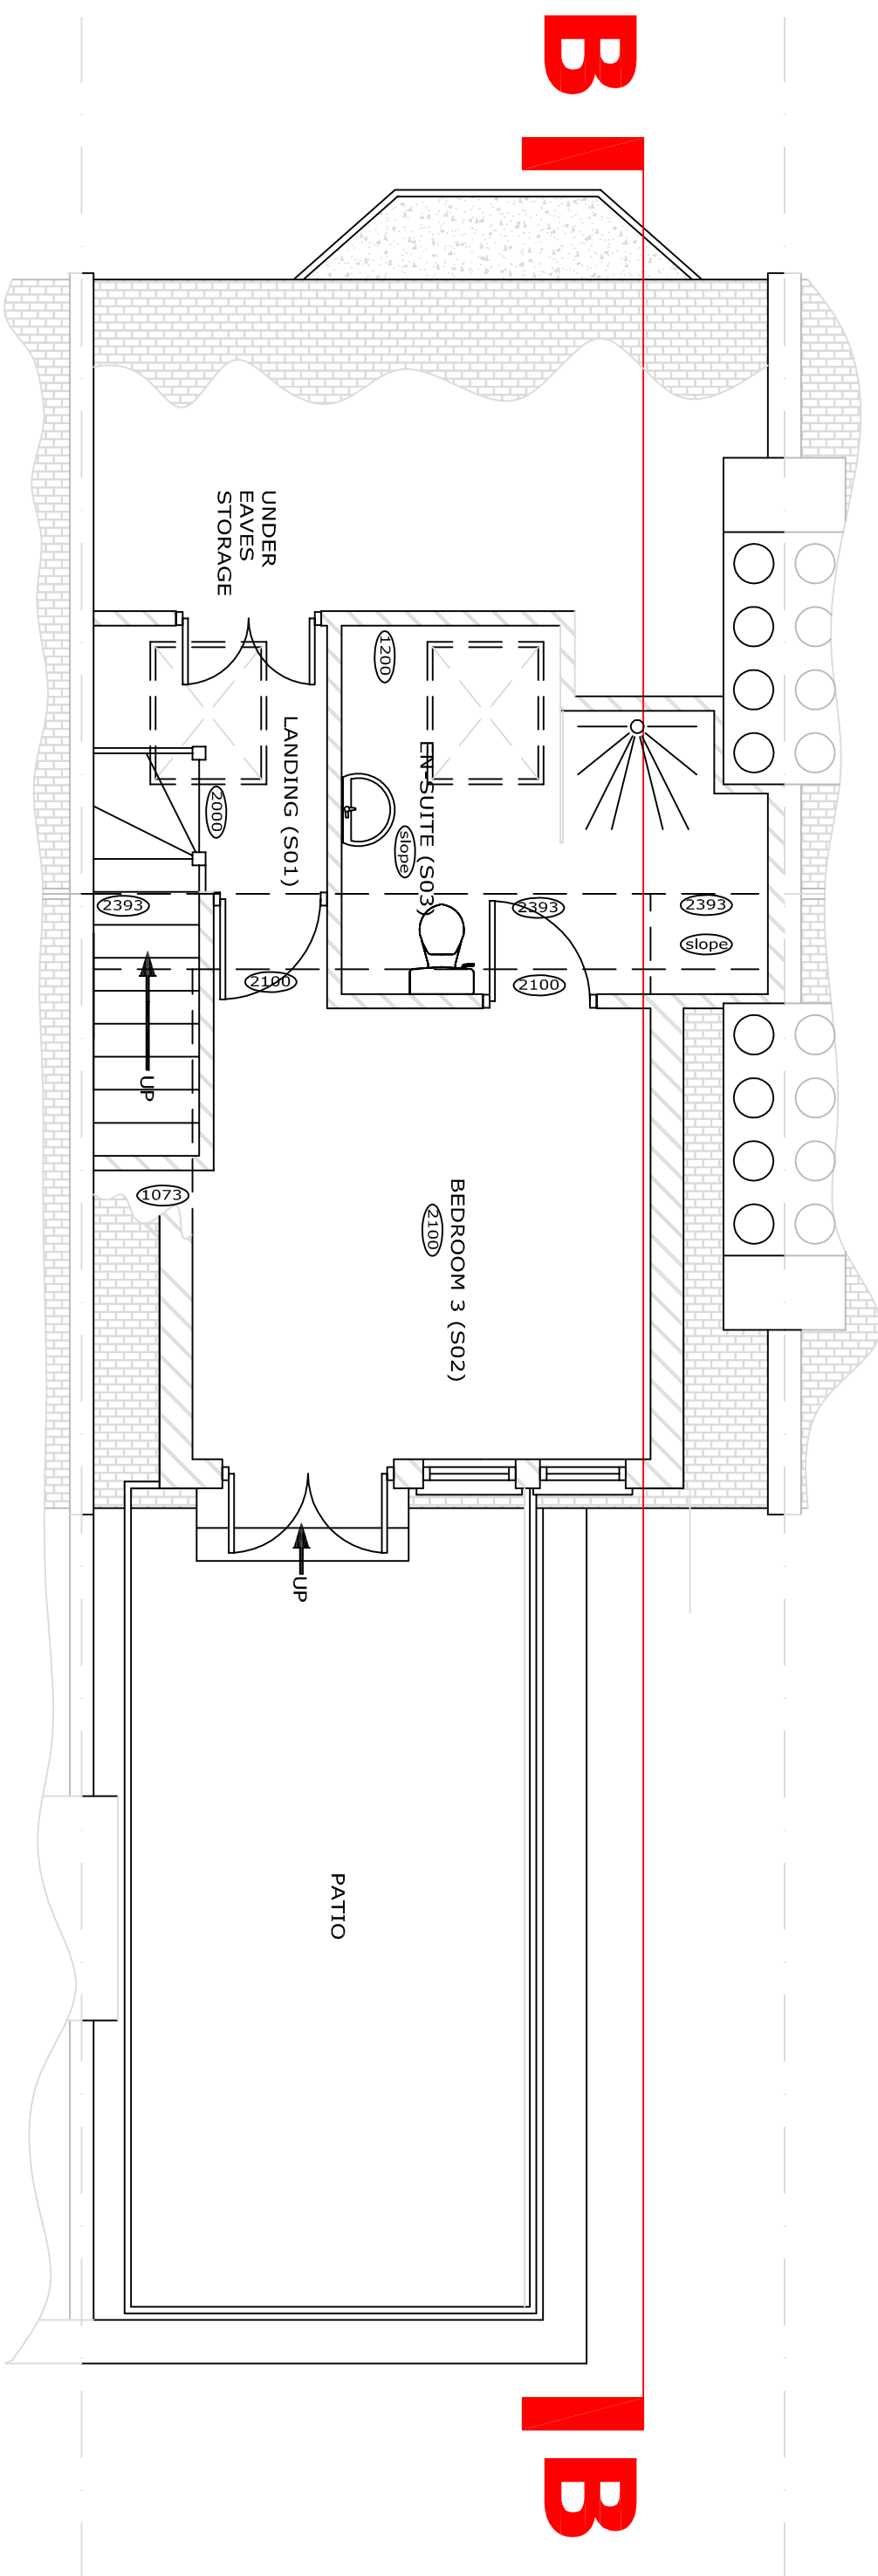 B
UNDER
EAVES
STORAGE
1200
LANDING (S01)
2000
EN-SUITE (S03)
slope
2393
2393
2393
slope
2100
2100
UP
1073
BEDROOM 3 (S02)
2100
UP
PATIO
B